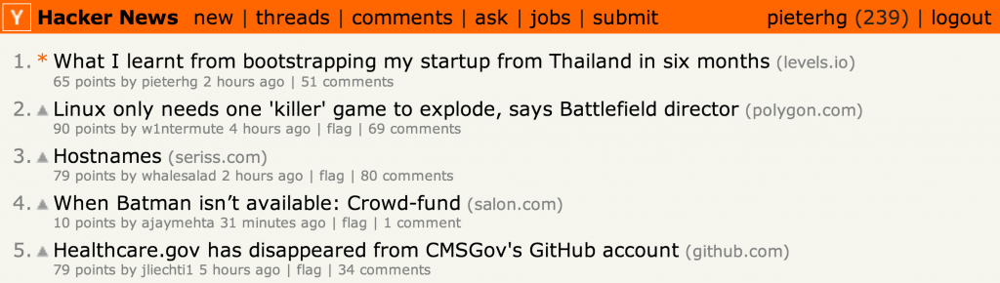 Y Hacker News new | threads | comments | ask | jobs | submit pieterhg (239) | logout
1. * What I learnt from bootstrapping my startup from Thailand in six months (levels.io)
65 points by pieterhg 2 hours ago | 51 comments
2. ▲ Linux only needs one 'killer' game to explode, says Battlefield director (polygon.com)
90 points by w1ntermute 4 hours ago | flag | 69 comments
3. ▲ Hostnames (seriss.com)
79 points by whalesalad 2 hours ago | flag | 80 comments
4. ▲ When Batman isn’t available: Crowd-fund (salon.com)
10 points by ajaymehta 31 minutes ago | flag | 1 comment
5. ▲ Healthcare.gov has disappeared from CMSGov's GitHub account (github.com)
79 points by jliechti1 5 hours ago | flag | 34 comments